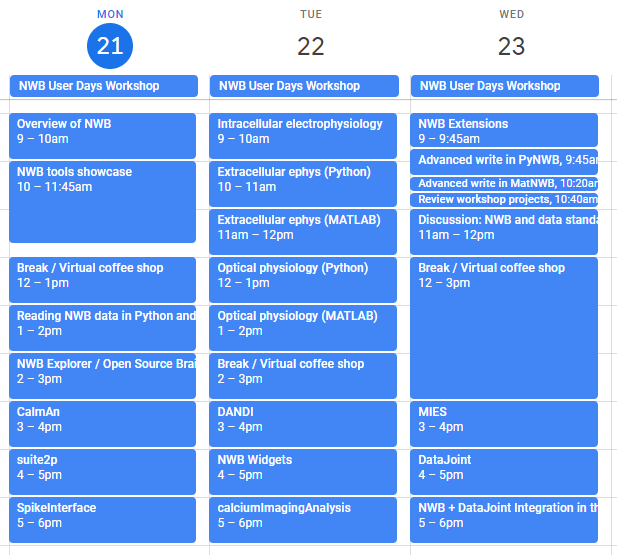 MON
21
NWB User Days Workshop
Overview of NWB
9 – 10am
NWB tools showcase
10 – 11:45am
Break / Virtual coffee shop
12 – 1pm
Reading NWB data in Python and
1 – 2pm
NWB Explorer / Open Source Brai
2 – 3pm
CaImAn
3 – 4pm
suite2p
4 – 5pm
SpikeInterface
5 – 6pm
TUE
22
NWB User Days Workshop
Intracellular electrophysiology
9 – 10am
Extracellular ephys (Python)
10 – 11am
Extracellular ephys (MATLAB)
11am – 12pm
Optical physiology (Python)
12 – 1pm
Optical physiology (MATLAB)
1 – 2pm
Break / Virtual coffee shop
2 – 3pm
DANDI
3 – 4pm
NWB Widgets
4 – 5pm
calciumImagingAnalysis
5 – 6pm
WED
23
NWB User Days Workshop
NWB Extensions
9 – 9:45am
Advanced write in PyNWB, 9:45am
Advanced write in MatNWB, 10:20am
Review workshop projects, 10:40am
Discussion: NWB and data standa
11am – 12pm
Break / Virtual coffee shop
12 – 3pm
MIES
3 – 4pm
DataJoint
4 – 5pm
NWB + DataJoint Integration in th
5 – 6pm